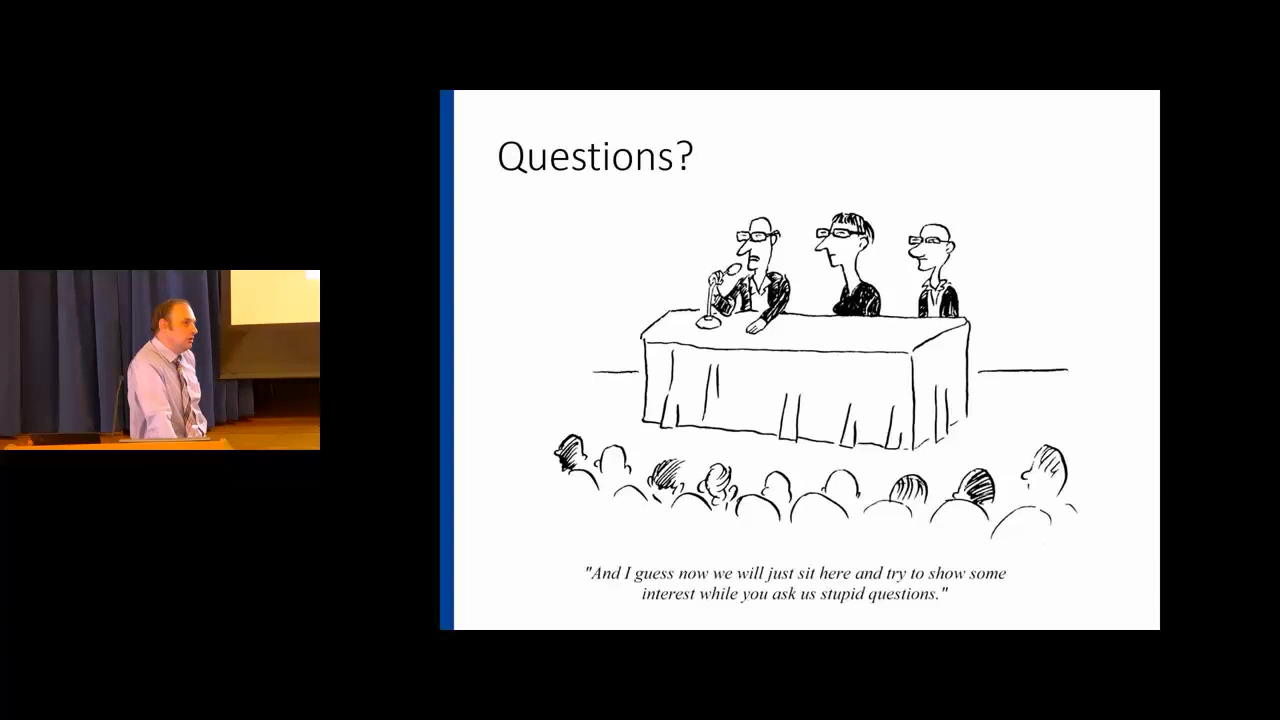 Questions?
"And I guess now we will just sit here and try to show some
interest while you ask us stupid questions."